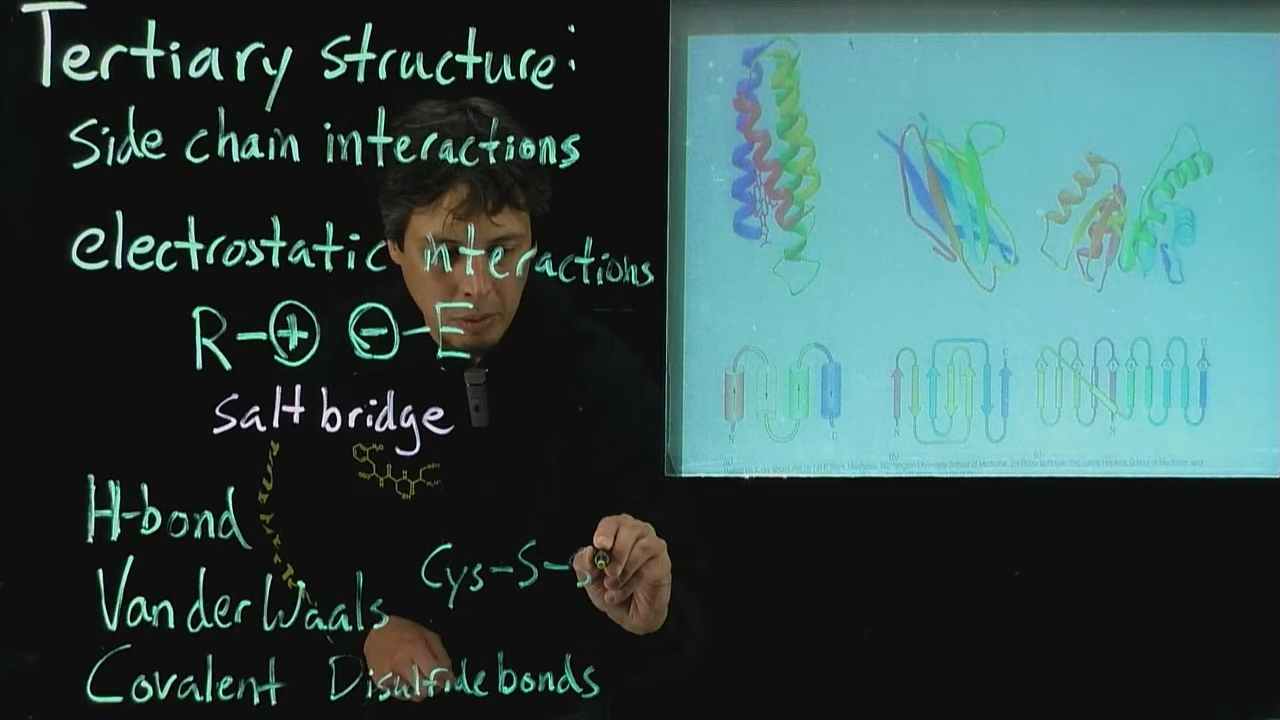 Tertiary structure:
side chain interactions
electrostatic interactions
R-⊕ ⊖-E
salt bridge
H-bond
Cys-S-S
Van der Waals
Covalent Disulfide bonds
N C
N C
N C